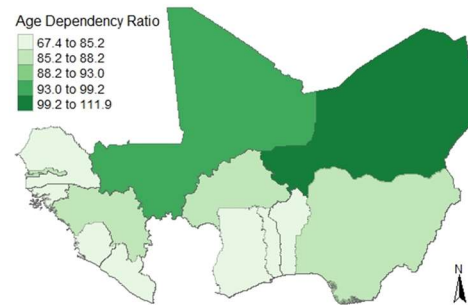 Age Dependency Ratio
67.4 to 85.2
85.2 to 88.2
88.2 to 93.0
93.0 to 99.2
99.2 to 111.9
N